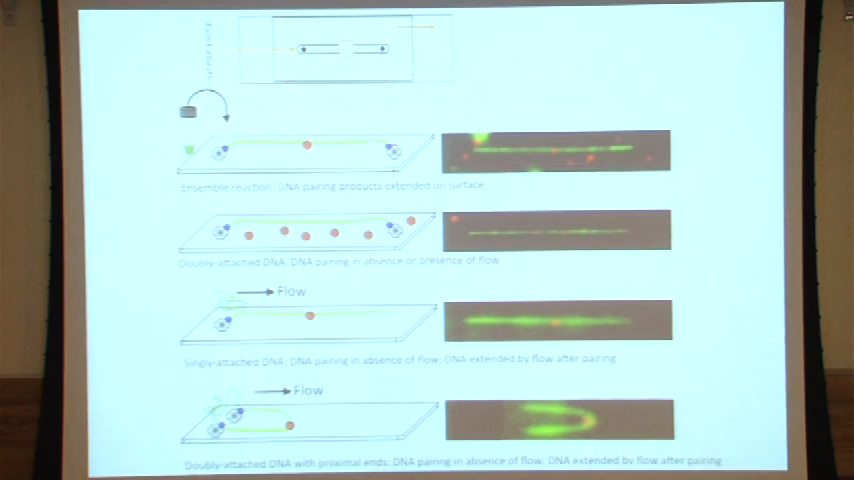 Ensemble reaction: DNA pairing products extended on surface
Doubly-attached DNA: DNA pairing in absence or presence of flow
Flow
Singly-attached DNA: DNA pairing in absence of flow; DNA extended by flow after pairing
Flow
Doubly-attached DNA with proximal ends: DNA pairing in absence of flow; DNA extended by flow after pairing